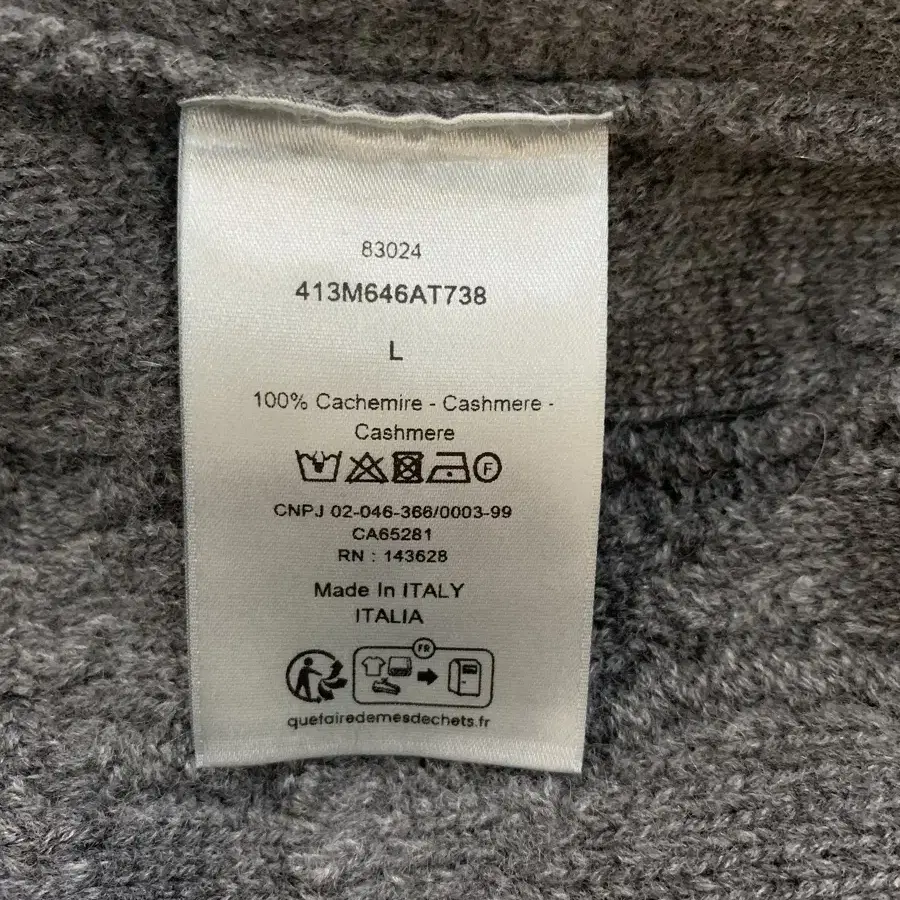 83024
413M646AT738
L
100% Cachemire - Cashmere -
Cashmere
F
CNPJ 02-046-366/0003-99
CA65281
RN : 143628
Made In ITALY
ITALIA
FR
quefairedemesdechets.fr